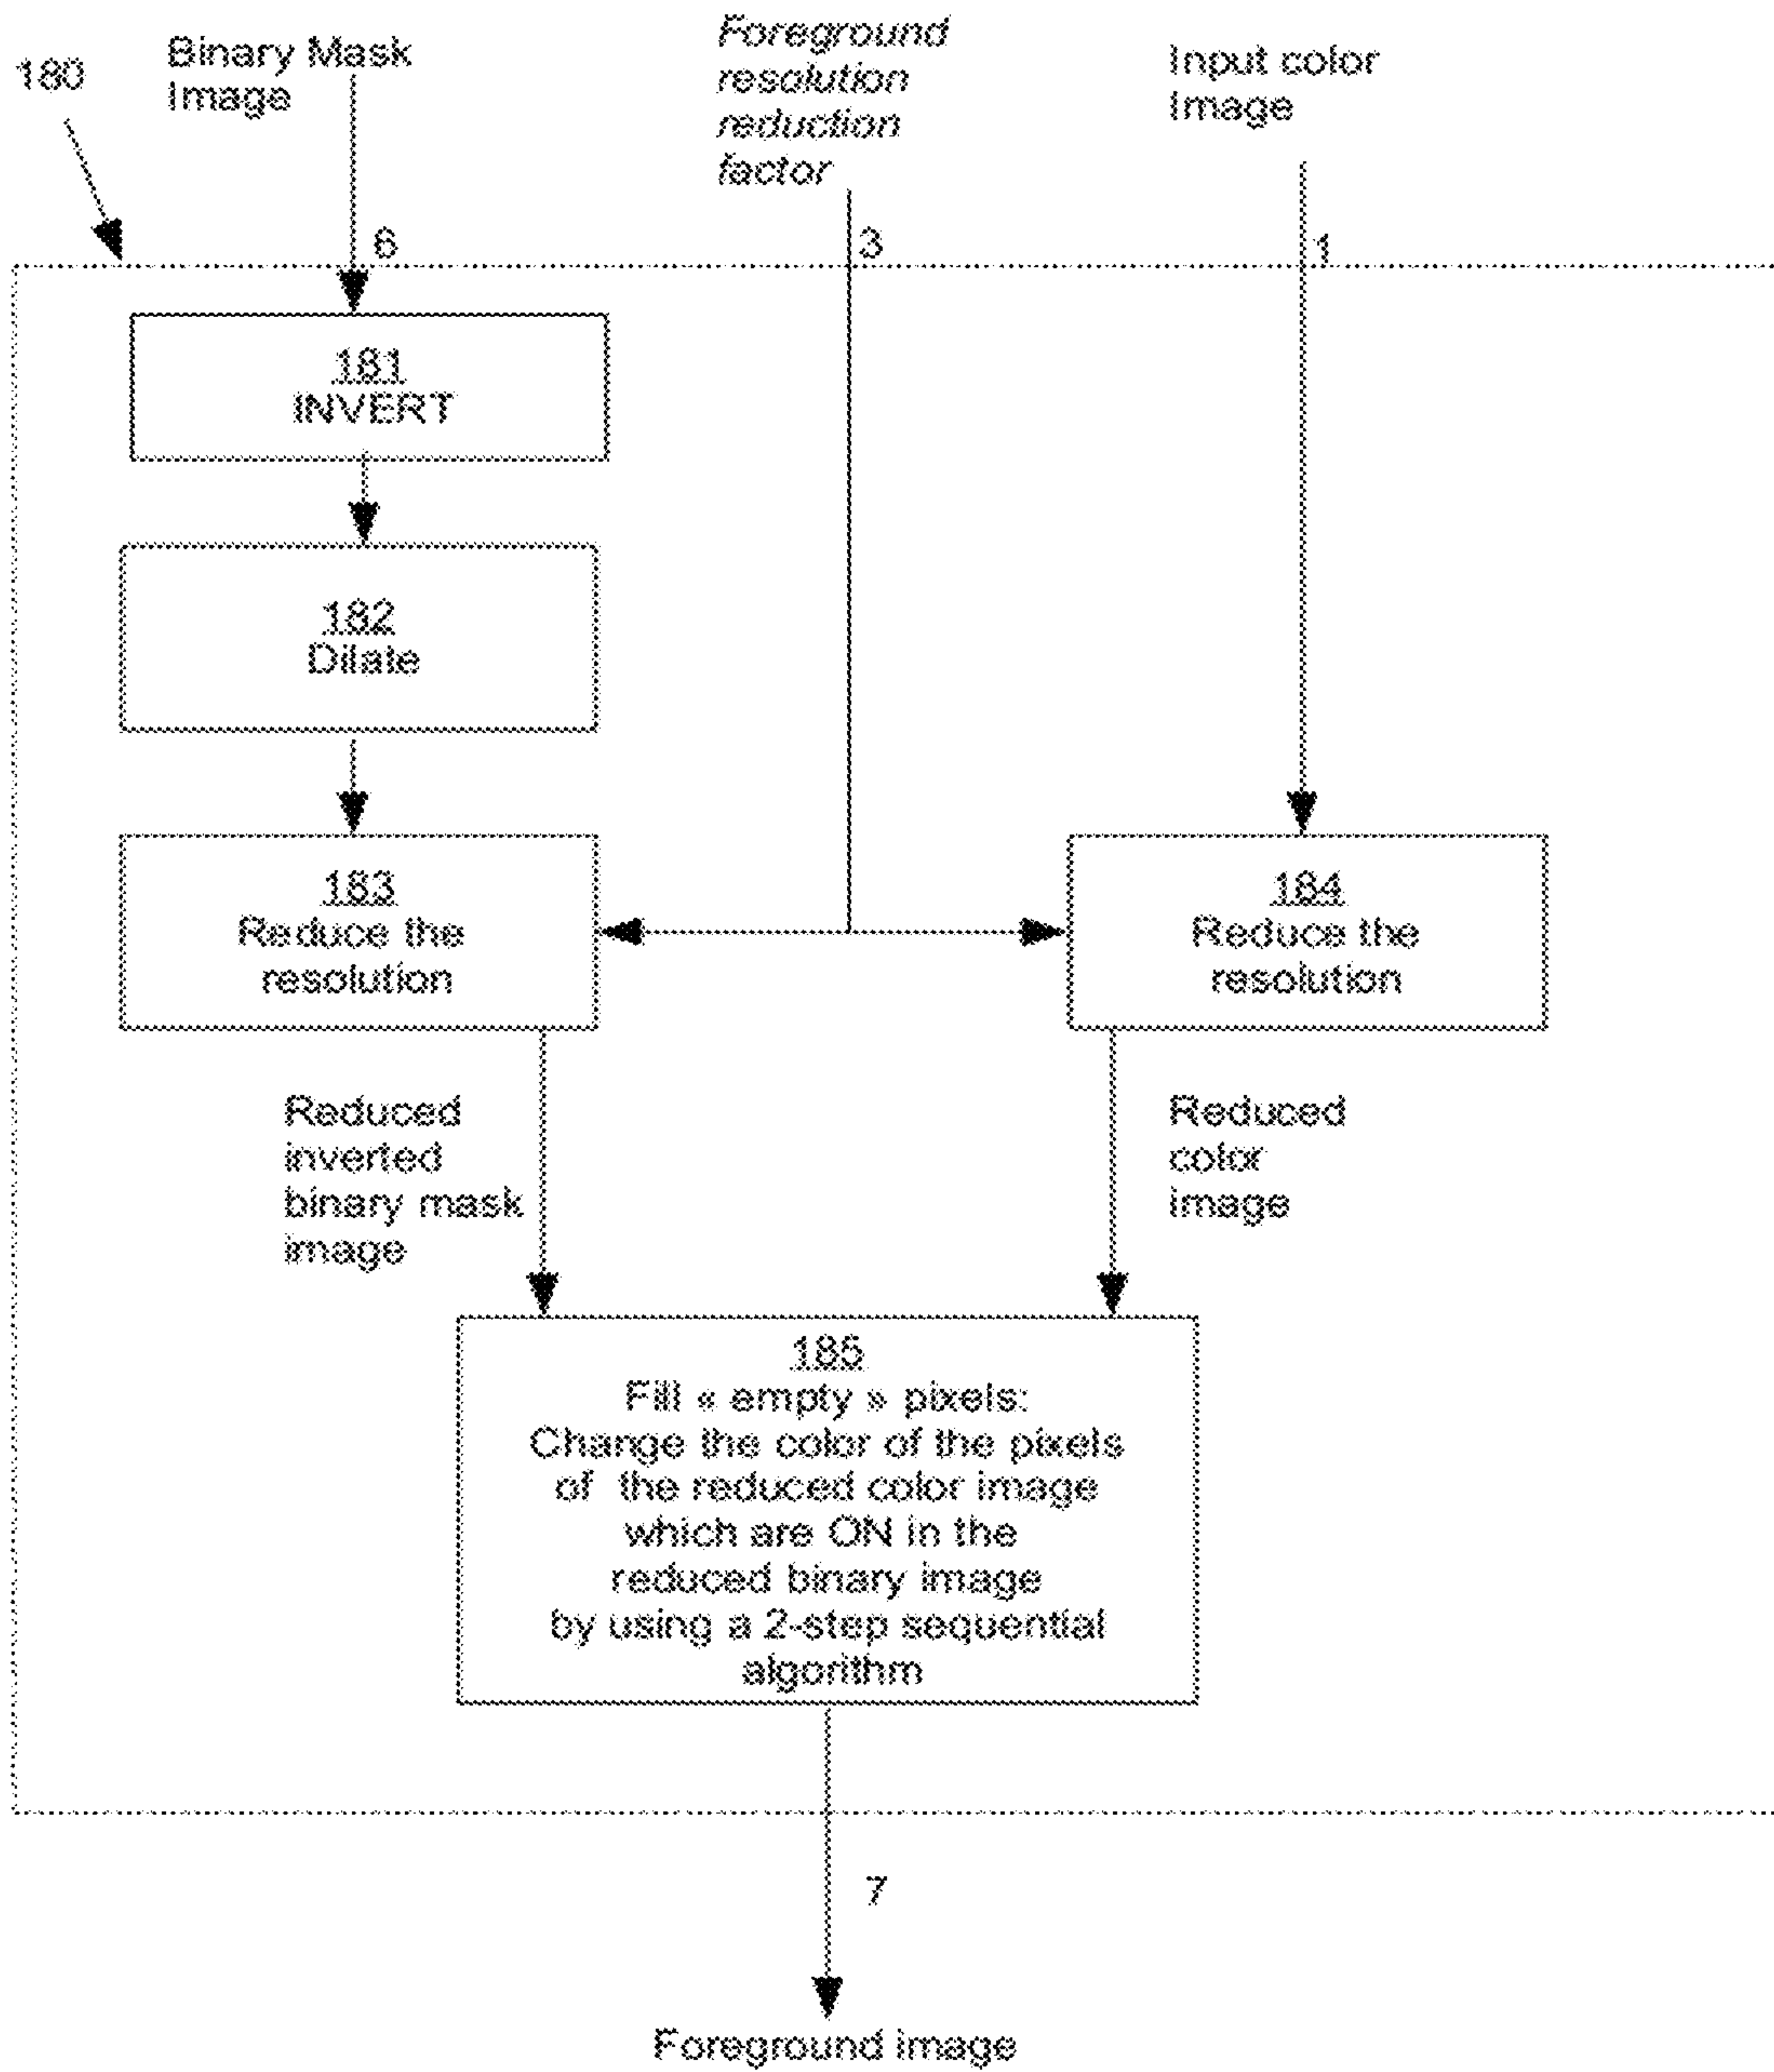 180
Binary Mask
Image
Foreground
resolution
reduction
factor
Input color
Image
6
3
1
181
INVERT
182
Dilate
183
Reduce the
resolution
184
Reduce the
resolution
Reduced
inverted
binary mask
image
Reduced
color
image
185
Fill « empty » pixels:
Change the color of the pixels
of the reduced color image
which are ON in the
reduced binary image
by using a 2-step sequential
algorithm
7
Foreground image